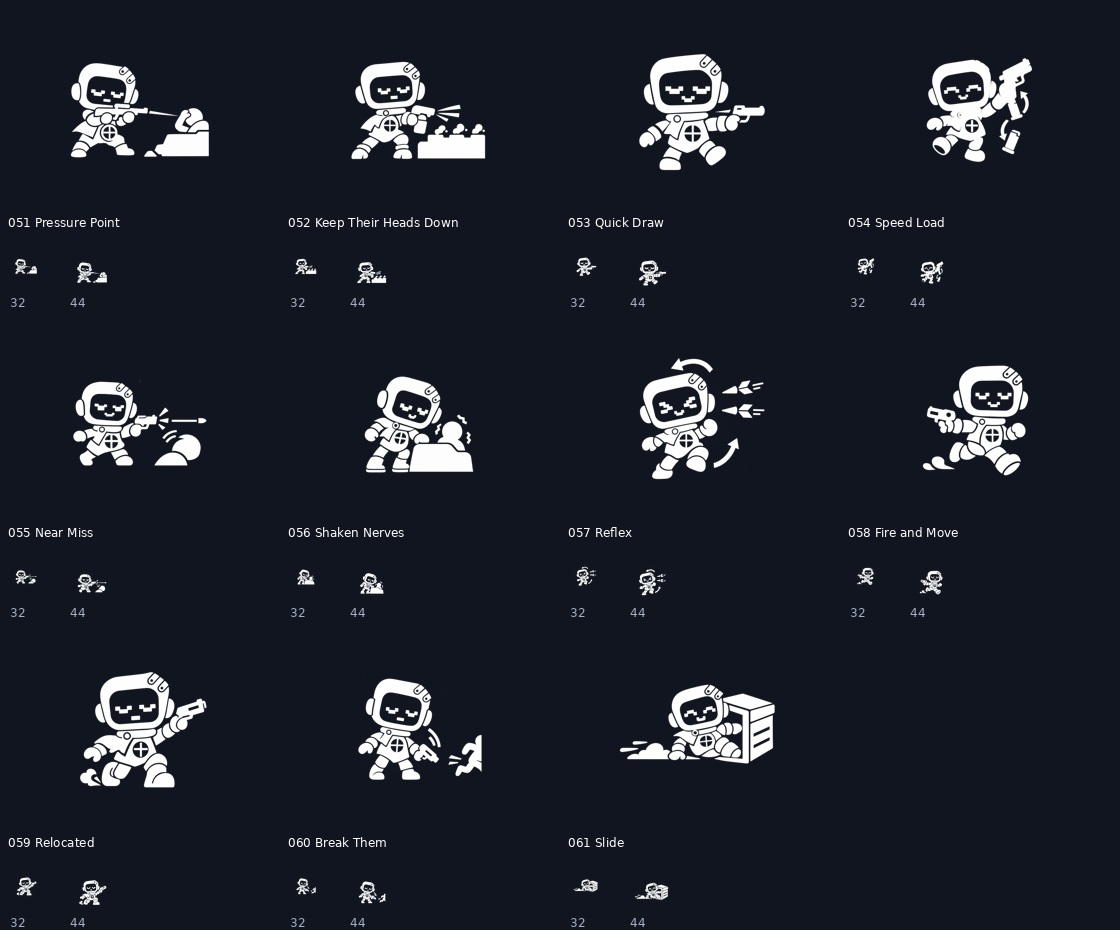 051 Pressure Point
052 Keep Their Heads Down
053 Quick Draw
054 Speed Load
32 44
32 44
32 44
32 44
055 Near Miss
056 Shaken Nerves
057 Reflex
058 Fire and Move
32 44
32 44
32 44
32 44
059 Relocated
060 Break Them
061 Slide
32 44
32 44
32 44